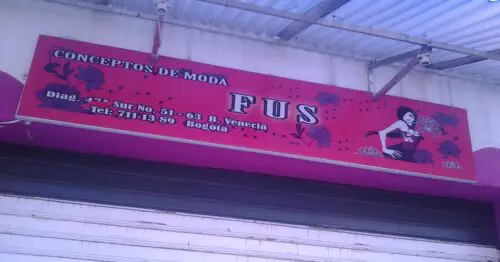 CONCEPTOS DE MODA
FUS
Diag. Sur No. 51 - 63 B. Venecia
Tel: 711-13 89 Bogota